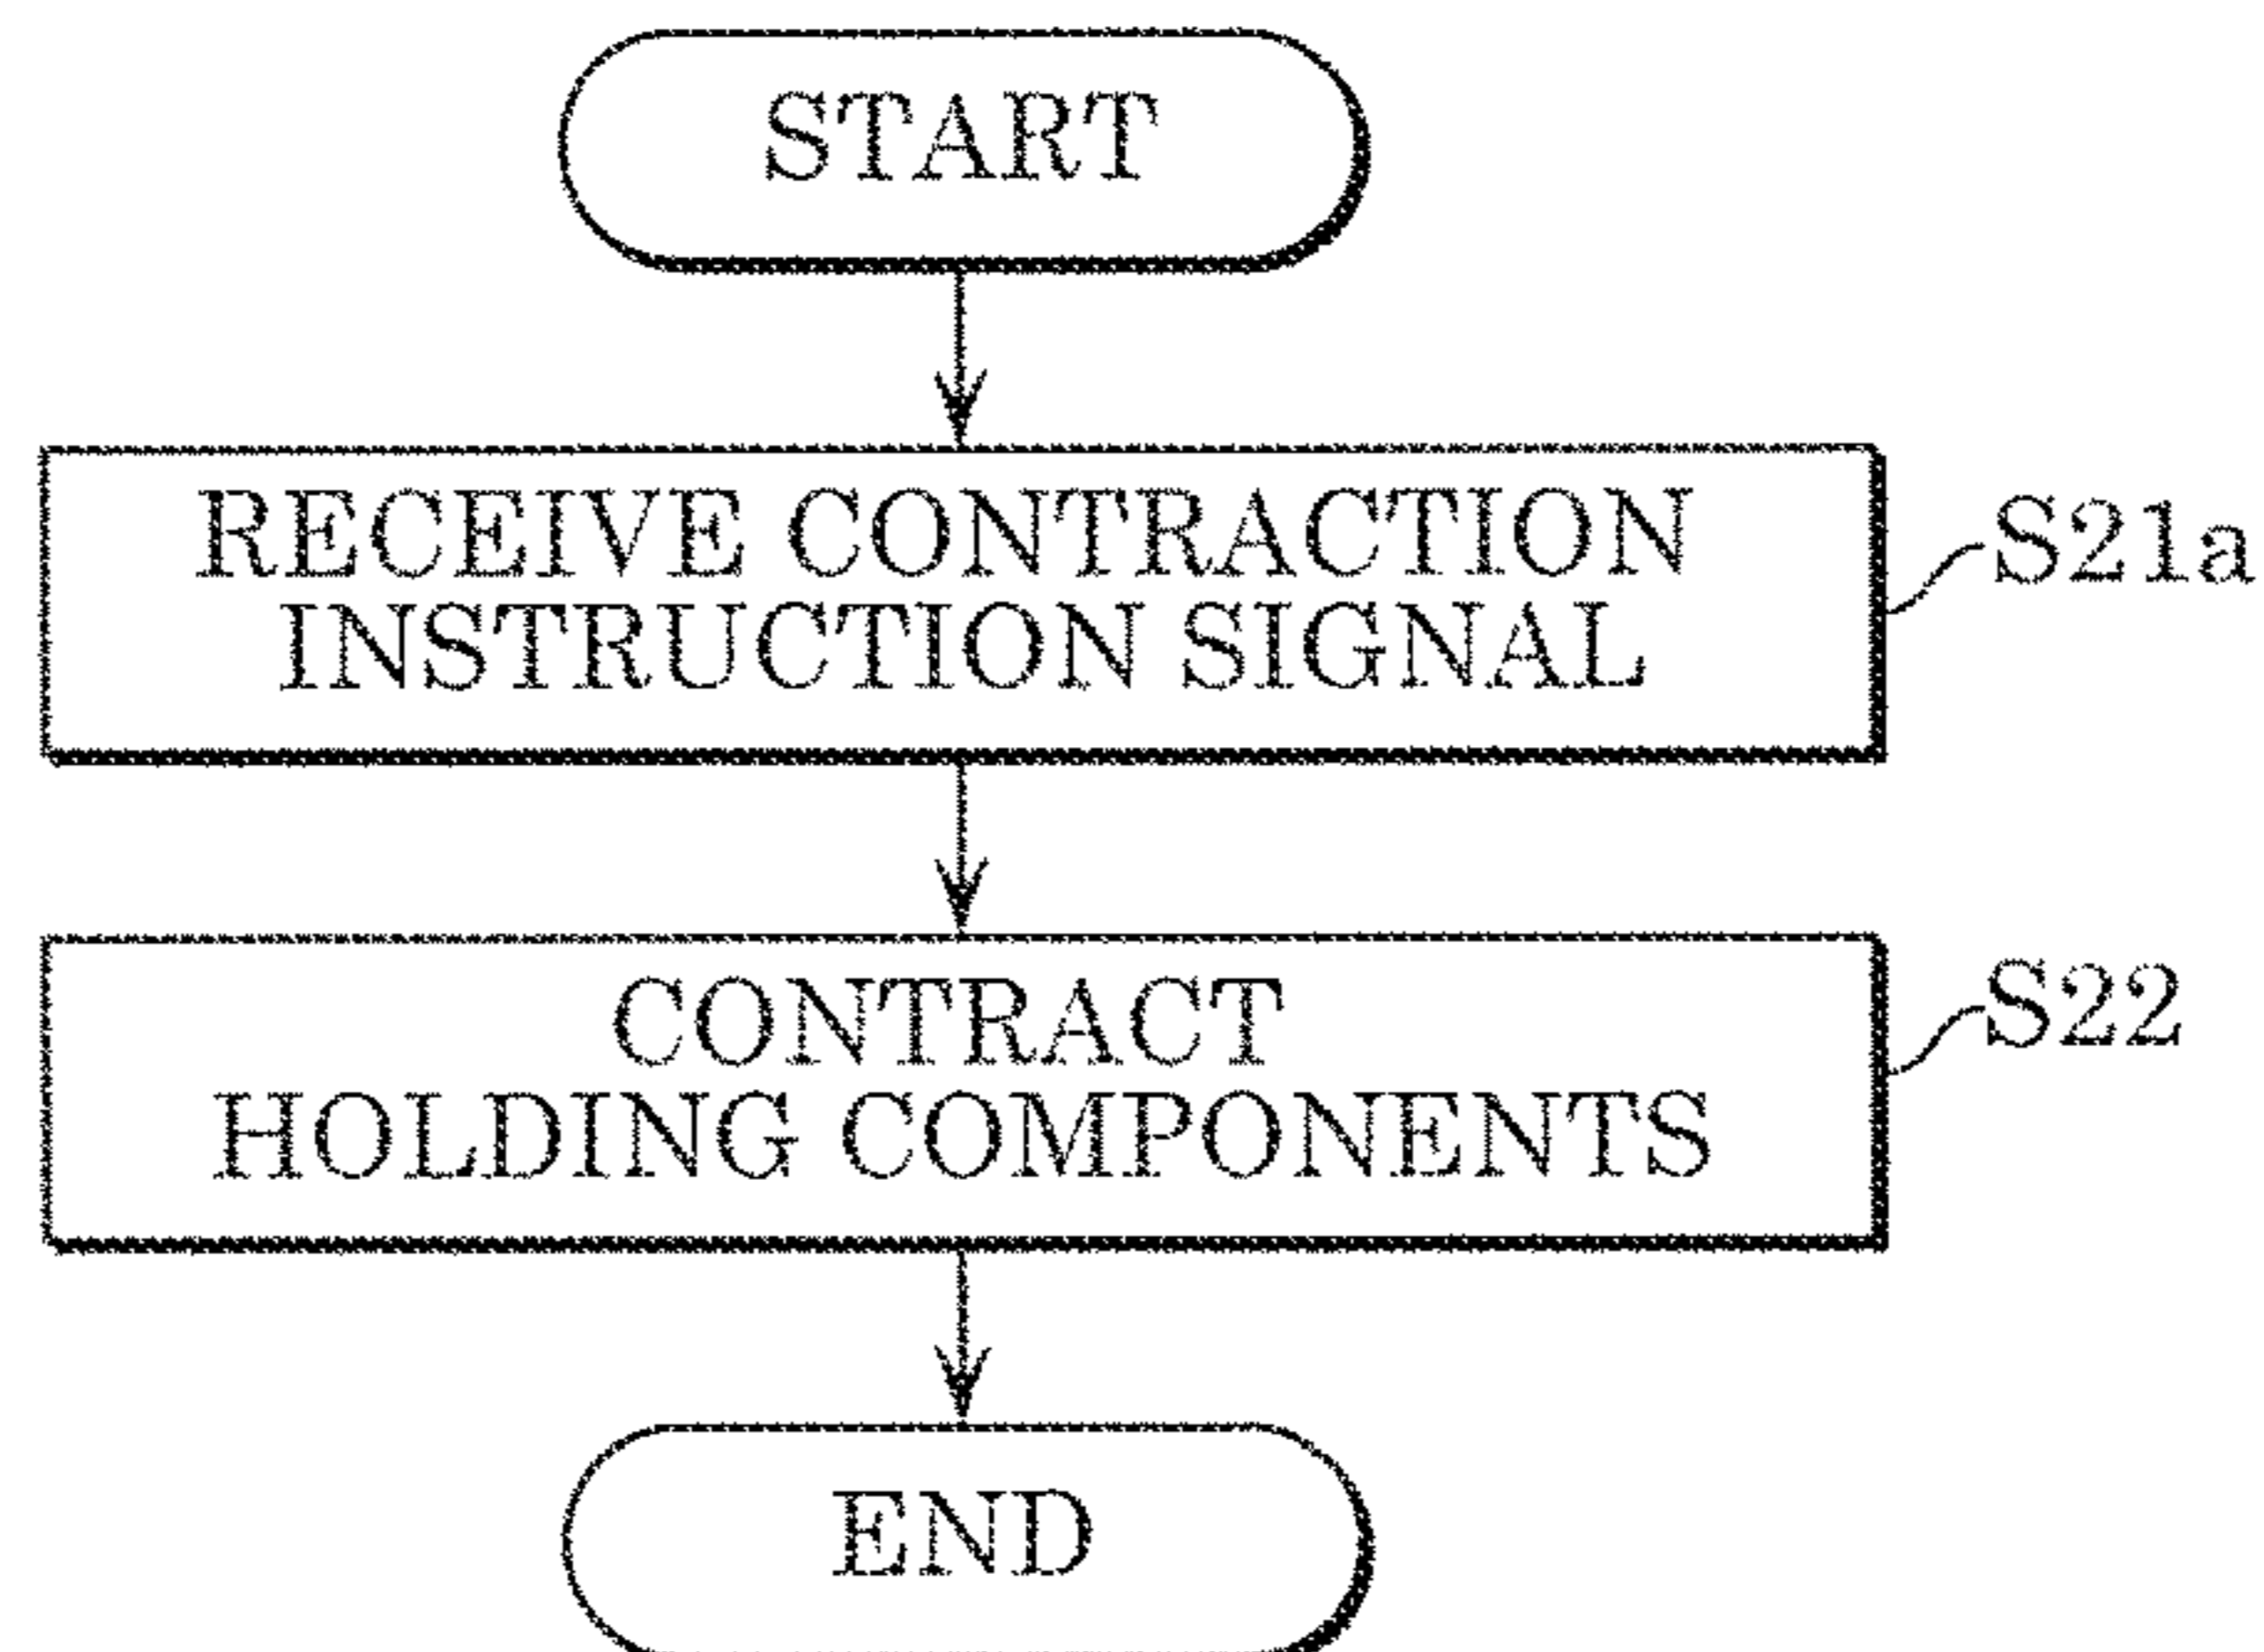 START
RECEIVE CONTRACTION
INSTRUCTION SIGNAL
S21a
CONTRACT
HOLDING COMPONENTS
S22
END